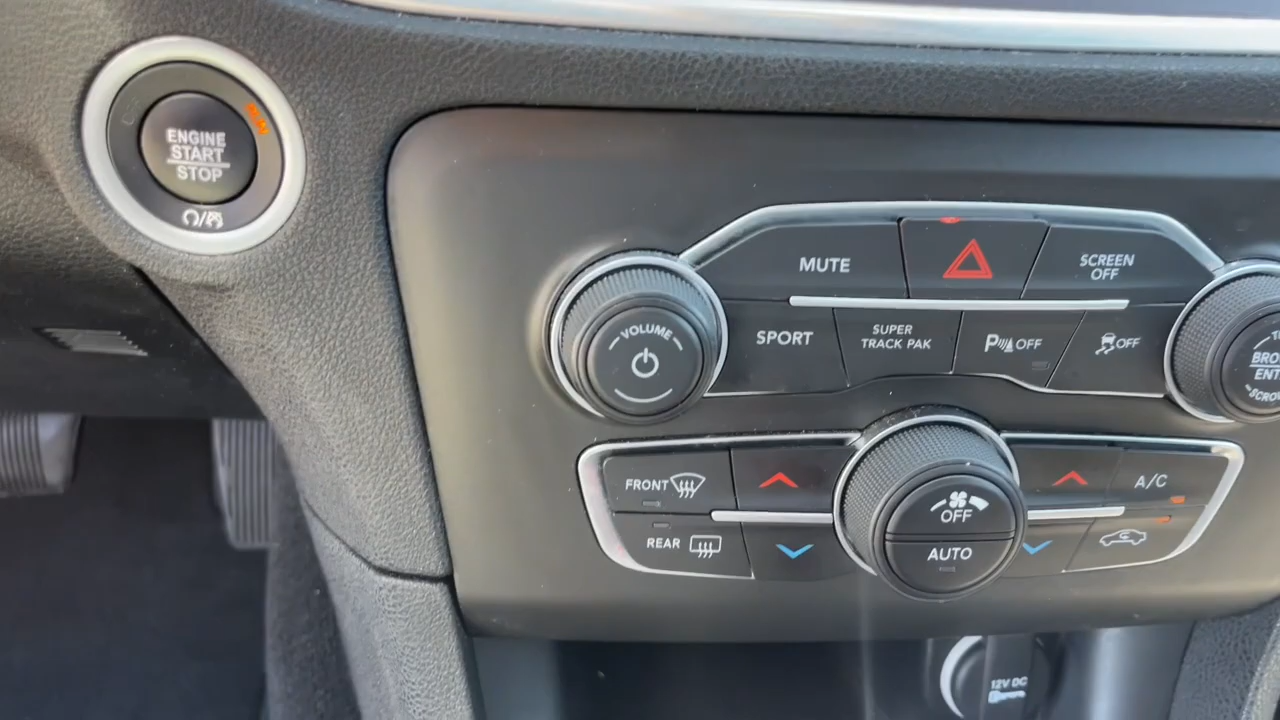 ENGINE
START
STOP
MUTE
SCREEN
OFF
VOLUME
SPORT
SUPER
TRACK PAK
P OFF
OFF
FRONT
REAR
OFF
AUTO
A/C
12V DC